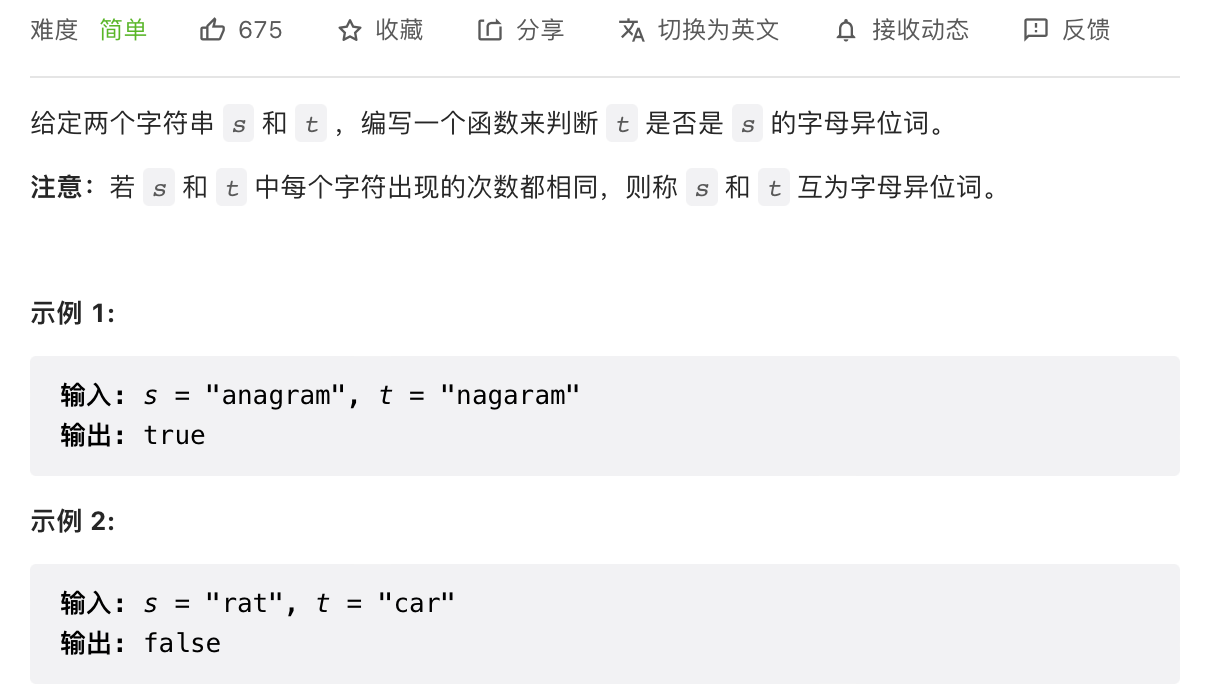 难度 简单 675 收藏 分享 切换为英文 接收动态 反馈
给定两个字符串 s 和 t ，编写一个函数来判断 t 是否是 s 的字母异位词。
注意：若 s 和 t 中每个字符出现的次数都相同，则称 s 和 t 互为字母异位词。
示例 1:
输入: s = "anagram", t = "nagaram"
输出: true
示例 2:
输入: s = "rat", t = "car"
输出: false